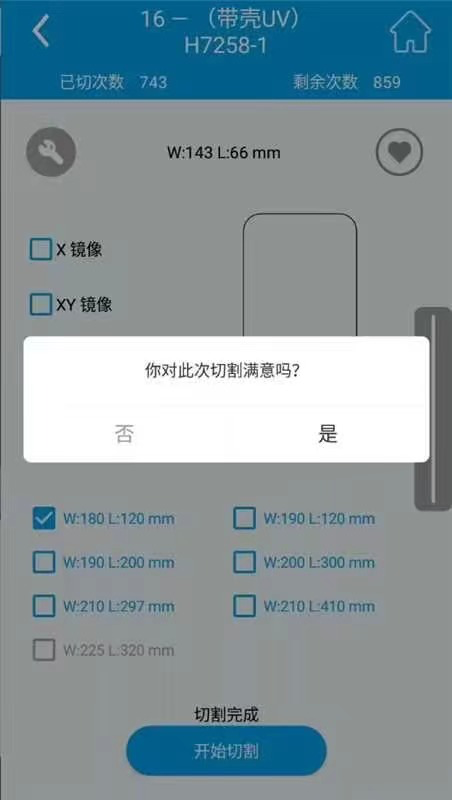 16 — （带壳UV）
H7258-1
已切次数 743
剩余次数 859
W:143 L:66 mm
X 镜像
XY 镜像
你对此次切割满意吗？
否
是
W:180 L:120 mm
W:190 L:120 mm
W:190 L:200 mm
W:200 L:300 mm
W:210 L:297 mm
W:210 L:410 mm
W:225 L:320 mm
切割完成
开始切割